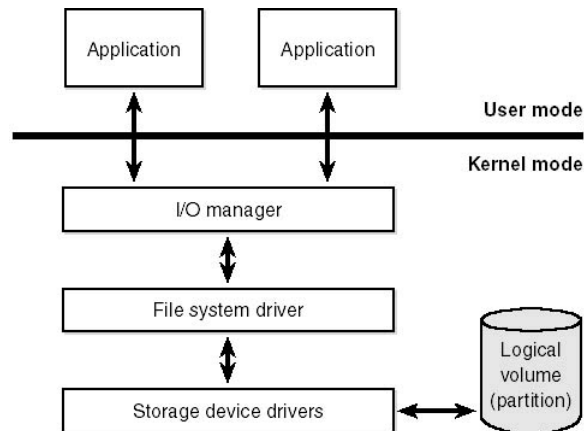 Application
Application
User mode
Kernel mode
I/O manager
File system driver
Logical
volume
(partition)
Storage device drivers